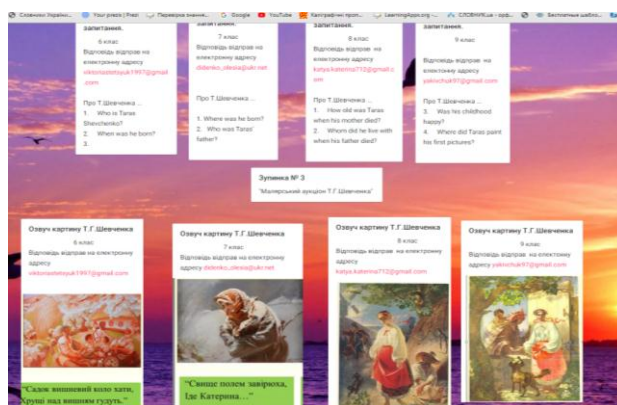 Словники України...
Your prezis | Prezi
Перевірка знання...
Google
YouTube
Каліграфічні проп...
LearningApps.org -...
СЛОВНИК.ua - орф...
Бесплатные шабло...
запитання.
6 клас
Відповідь відправ на
електронну адресу
.com
Про Т.Шевченка ...
1. Who is Taras
Shevchenko?
2. When was he born?
3.
запитання.
7 клас
Відповідь відправ на
електронну адресу
didenko_olesia@ukr.net
Про Т.Шевченка ...
1. Where was he born?
2. Who was Taras'
father?
запитання.
8 клас
Відповідь відправ на
електронну адресу
katya.katerina772@gmail.c
om
Про Т.Шевченка ...
1. How old was Taras
when his mother died?
2. Whom did he live with
when his father died?
запитання.
9 клас
Відповідь відправ на
електонну адресу
yakivchuk97@gmail.com
Про Т.Шевченка ...
3. Was his childhood
happy?
4. Where did Taras paint
his first pictures?
Зупинка № 3
"Малярський аукціон Т.Г.Шевченка"
Озвуч картину Т.Г.Шевченка
6 клас
Відповідь відправ на електронну
адресу
Озвуч картину Т.Г.Шевченка
7 клас
Відповідь відправ на електронну
адресу didenko_olesia@ukr.net
Озвуч картину Т.Г.Шевченка
8 клас
Відповідь відправ на електронну
адресу
katya.katerina772@gmail.com
Озвуч картину Т.Г.Шевченка
9 клас
Відповідь відправ на електонну
адресу yakivchuk97@gmail.com
"Садок вишневий коло хати,
Хрущі над вишням гудуть."
"Свище полем завірюха,
Іде Катерина…"